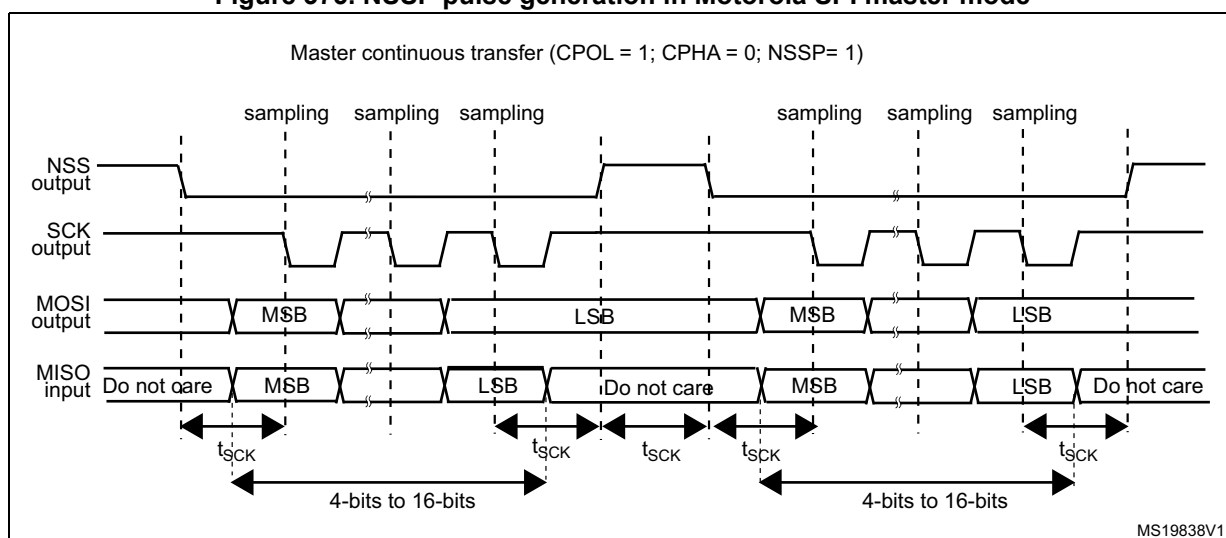 Master continuous transfer (CPOL = 1; CPHA = 0; NSSP= 1)
sampling sampling sampling sampling sampling sampling
NSS
output
SCK
output
MOSI
output
MSB LSB MSB LSB
MISO
input
Do not care MSB LSB Do not care MSB LSB Do not care
tSCK tSCK tSCK tSCK tSCK
4-bits to 16-bits 4-bits to 16-bits
MS19838V1